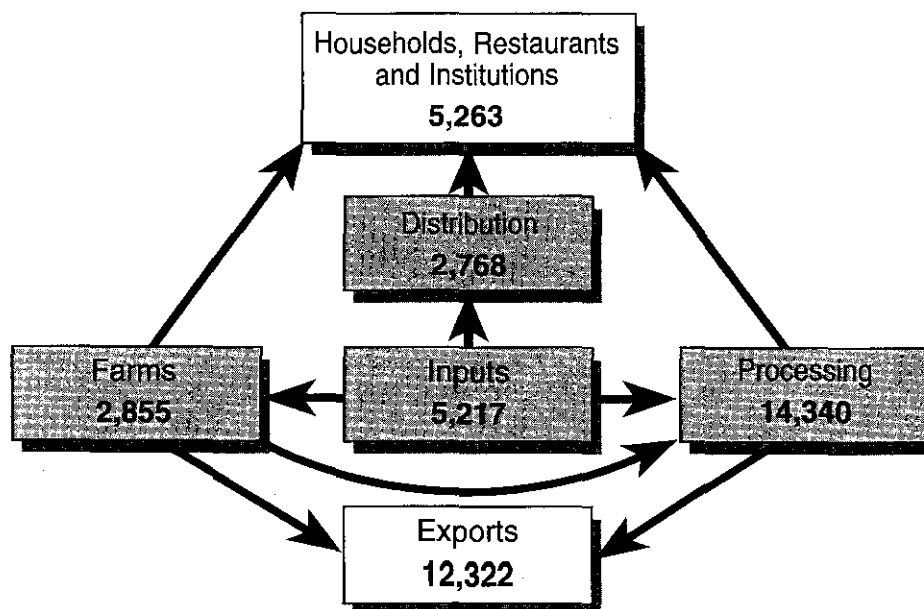 Households, Restaurants
and Institutions
5,263
Distribution
2,768
Farms
2,855
Inputs
5,217
Processing
14,340
Exports
12,322